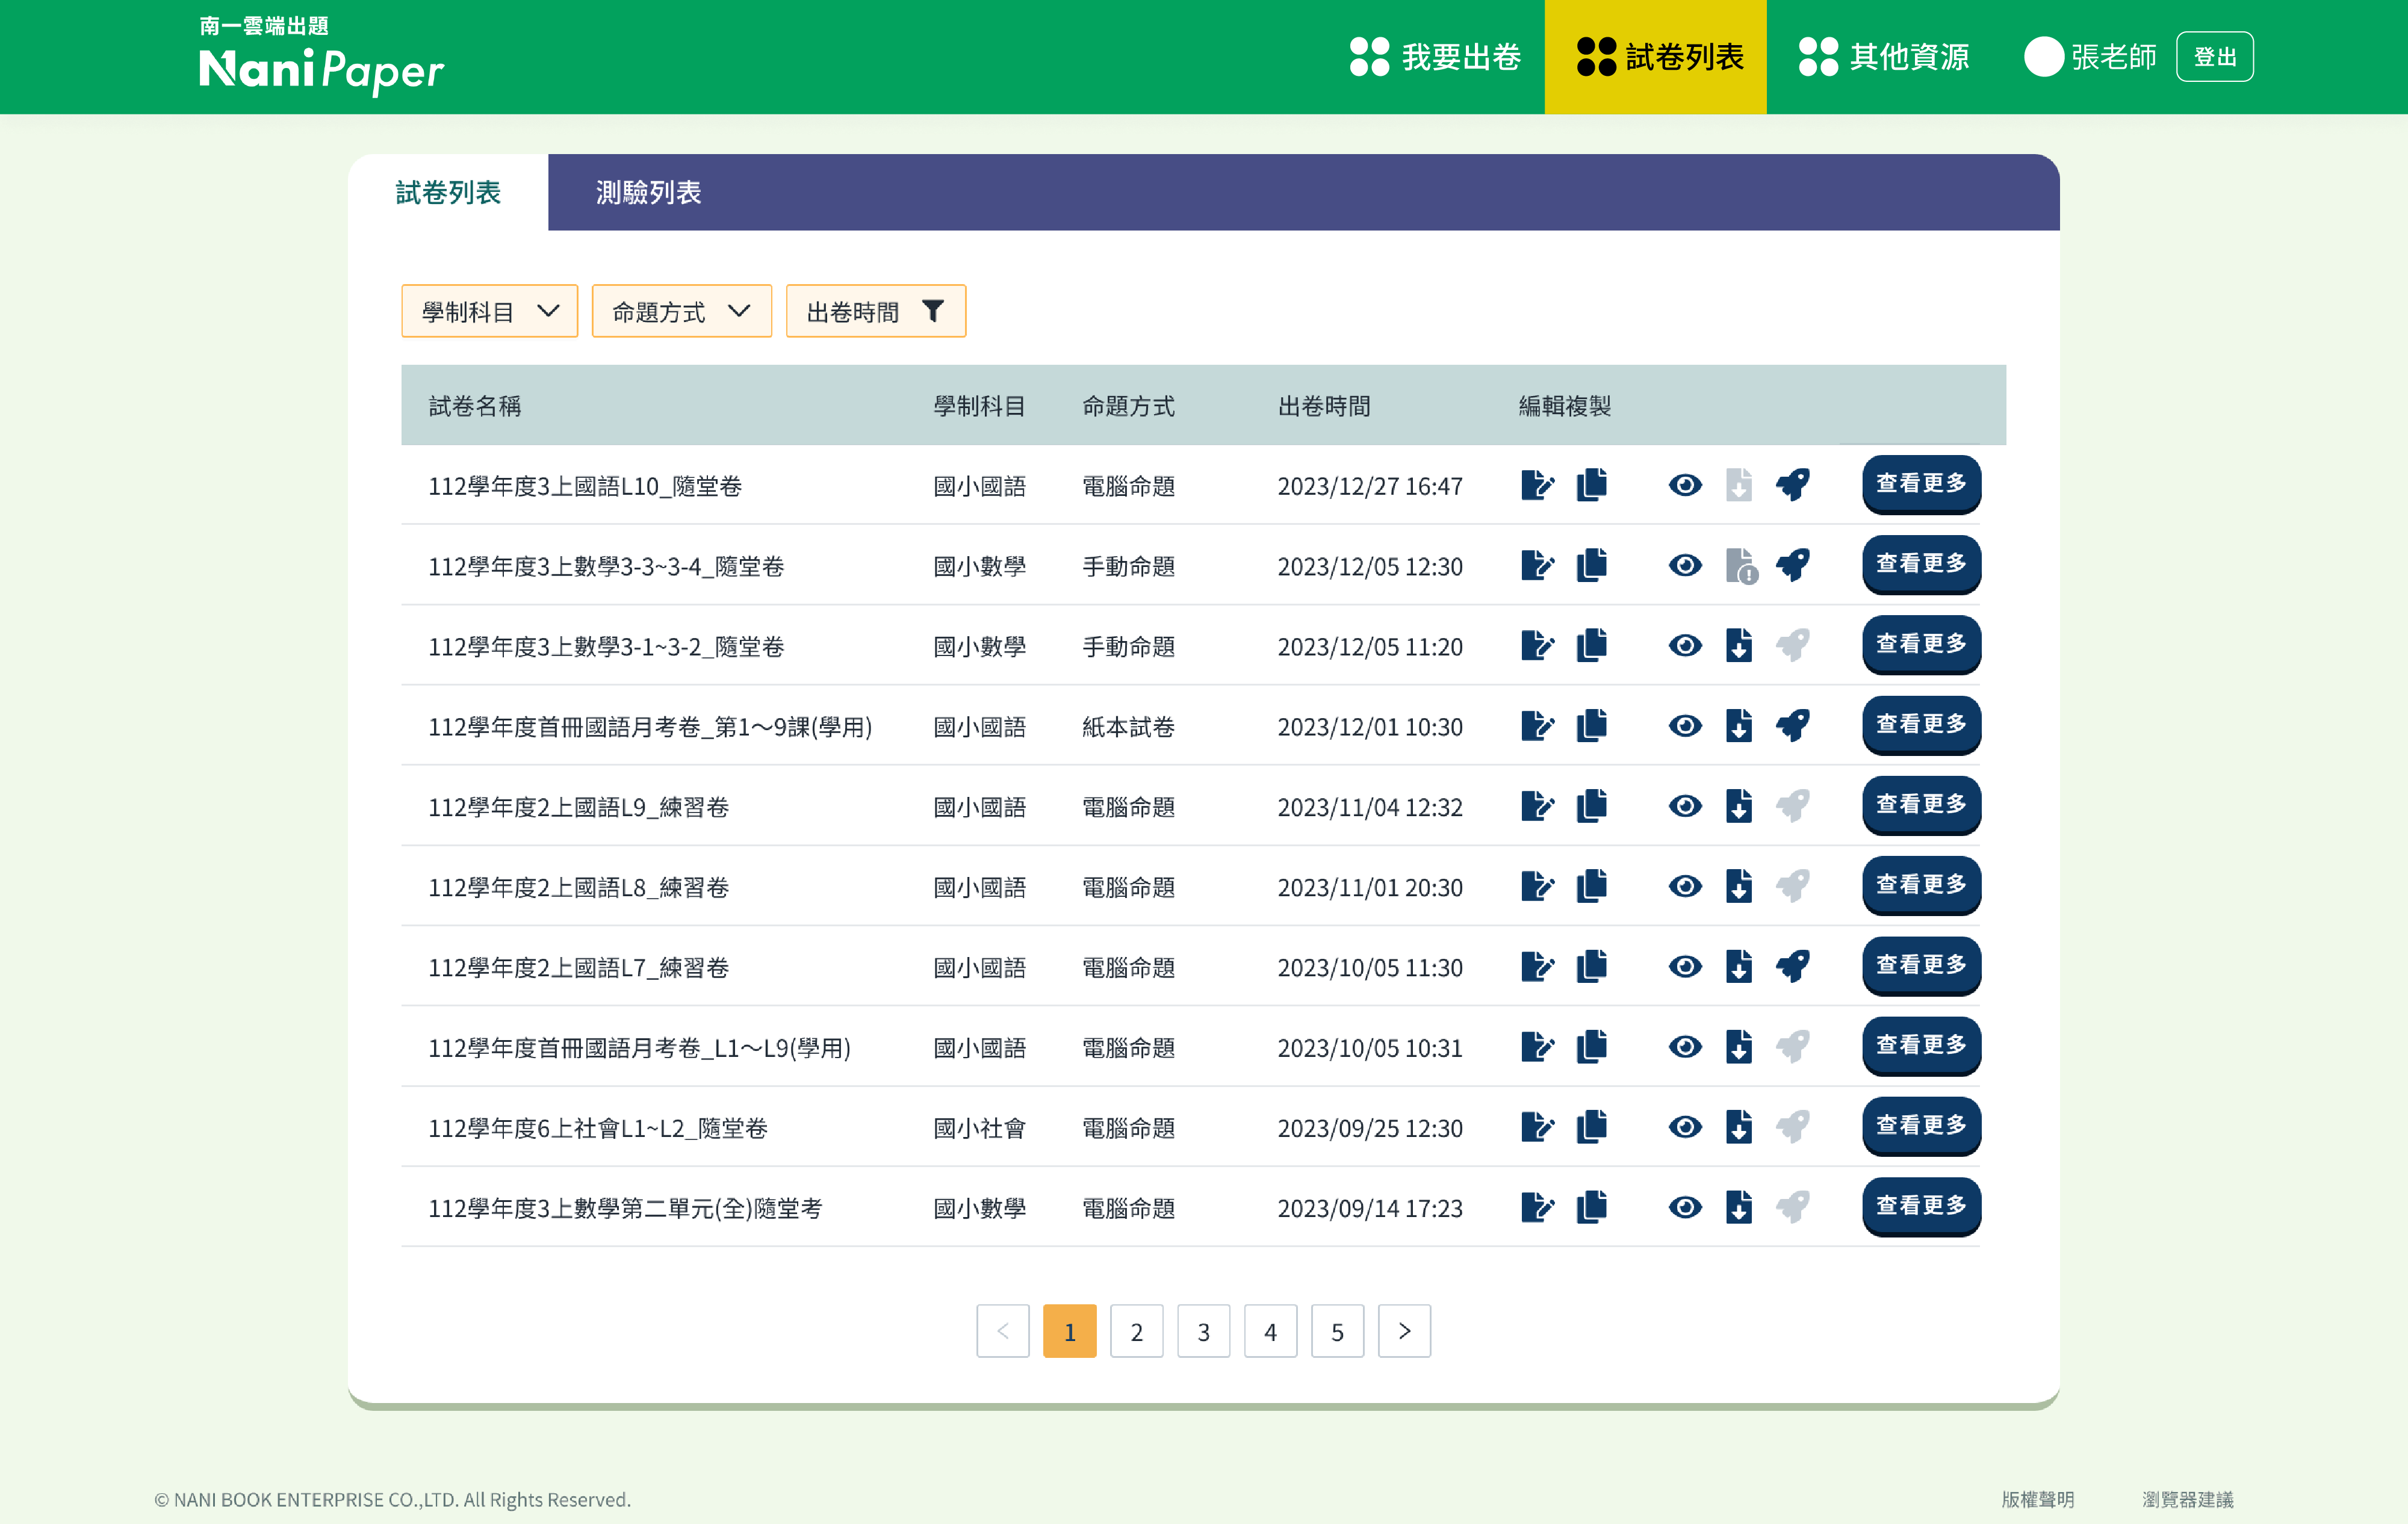 南一雲端出題
Nani Paper
我要出卷 試卷列表 其他資源 張老師 登出
試卷列表 測驗列表
學制科目 命題方式 出卷時間
試卷名稱 學制科目 命題方式 出卷時間 編輯複製
112學年度3上國語L10_隨堂卷 國小國語 電腦命題 2023/12/27 16:47 查看更多
112學年度3上數學3-3~3-4_隨堂卷 國小數學 手動命題 2023/12/05 12:30 查看更多
112學年度3上數學3-1~3-2_隨堂卷 國小數學 手動命題 2023/12/05 11:20 查看更多
112學年度首冊國語月考卷_第1～9課(學用) 國小國語 紙本試卷 2023/12/01 10:30 查看更多
112學年度2上國語L9_練習卷 國小國語 電腦命題 2023/11/04 12:32 查看更多
112學年度2上國語L8_練習卷 國小國語 電腦命題 2023/11/01 20:30 查看更多
112學年度2上國語L7_練習卷 國小國語 電腦命題 2023/10/05 11:30 查看更多
112學年度首冊國語月考卷_L1～L9(學用) 國小國語 電腦命題 2023/10/05 10:31 查看更多
112學年度6上社會L1~L2_隨堂卷 國小社會 電腦命題 2023/09/25 12:30 查看更多
112學年度3上數學第二單元(全)隨堂考 國小數學 電腦命題 2023/09/14 17:23 查看更多
< 1 2 3 4 5 >
© NANI BOOK ENTERPRISE CO.,LTD. All Rights Reserved. 版權聲明 瀏覽器建議